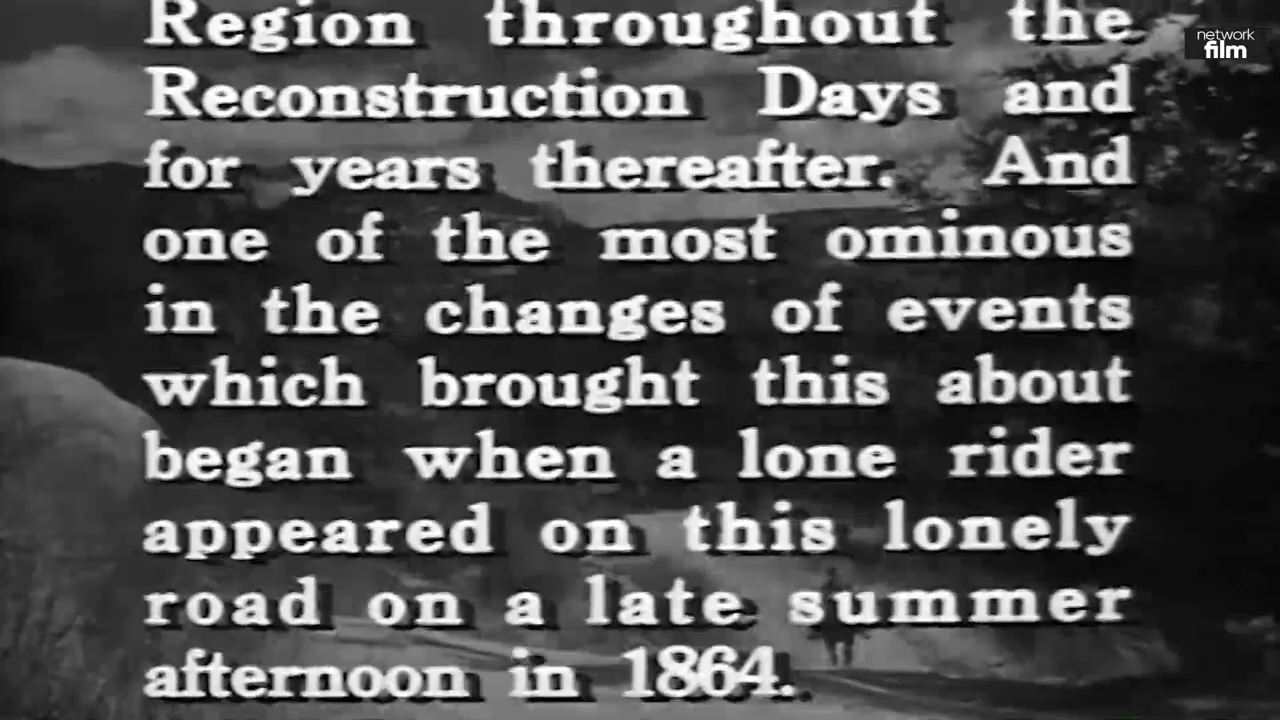 Region throughout the
Reconstruction Days and
for years thereafter. And
one of the most ominous
in the changes of events
which brought this about
began when a lone rider
appeared on this lonely
road on a late summer
afternoon in 1864.
network
film